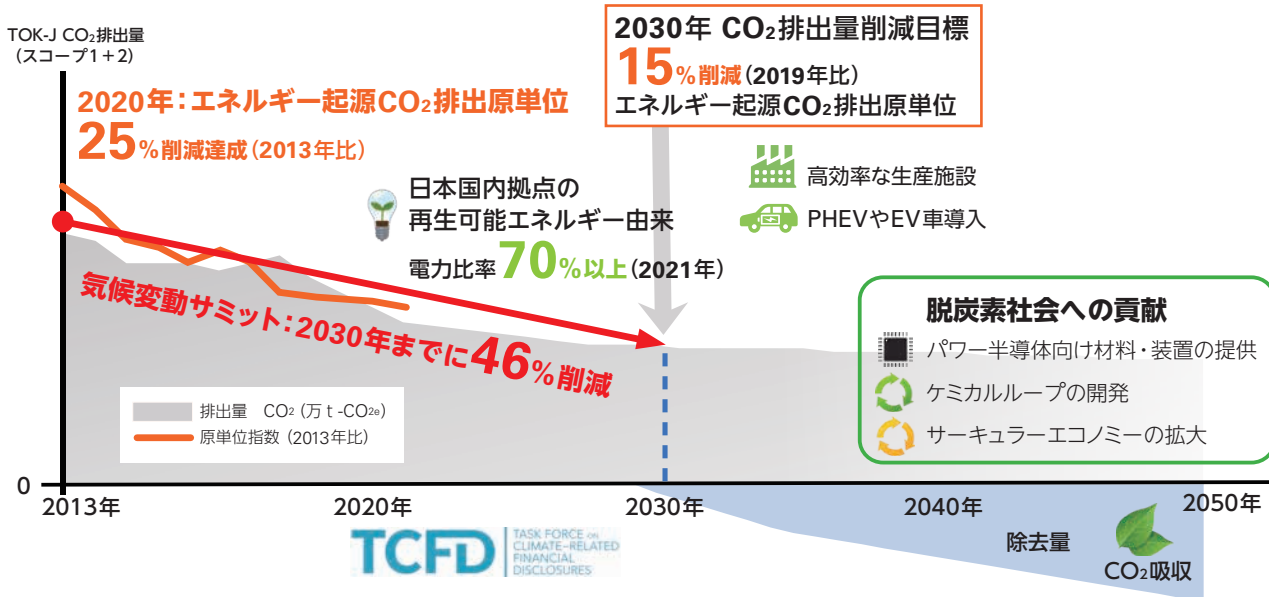 TOK-J CO₂排出量
(スコープ1+2)
2020年:エネルギー起源CO₂排出原単位
25%削減達成(2013年比)
2030年 CO₂排出量削減目標
15%削減(2019年比)
エネルギー起源CO₂排出原単位
日本国内拠点の
再生可能エネルギー由来
電力比率70%以上(2021年)
高効率な生産施設
PHEVやEV車導入
気候変動サミット:2030年までに46%削減
脱炭素社会への貢献
パワー半導体向け材料・装置の提供
ケミカルループの開発
サーキュラーエコノミーの拡大
排出量 CO²(万t-CO²ᵉ)
原単位指数(2013年比)
0
2013年
2020年
2030年
2040年
2050年
TCFD
TASK FORCE ON
CLIMATE-RELATED
FINANCIAL
DISCLOSURES
除去量
CO₂吸収